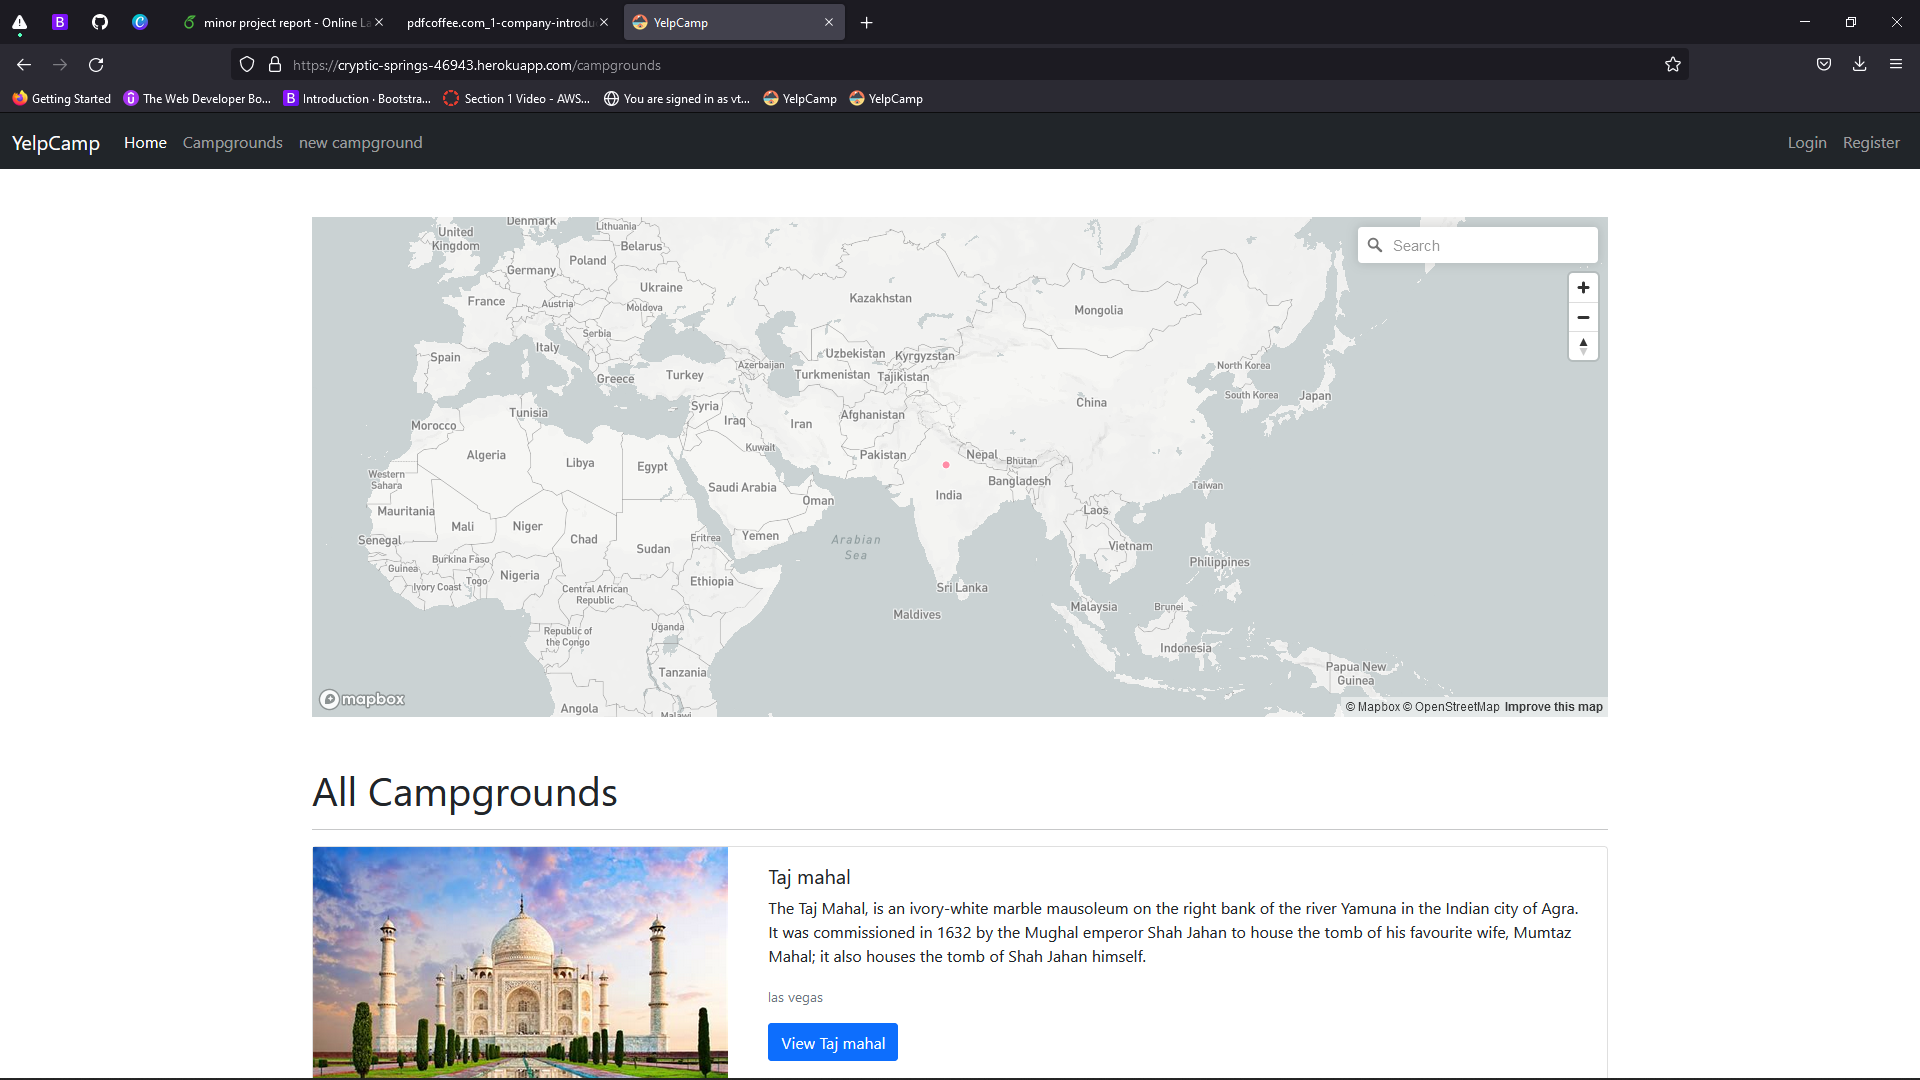 minor project report - Online La
pdfcoffee.com_1-company-introdu
YelpCamp
https://cryptic-springs-46943.herokuapp.com/campgrounds
Getting Started
The Web Developer Bo...
B Introduction · Bootstra...
Section 1 Video - AWS...
You are signed in as vt...
YelpCamp
YelpCamp
YelpCamp Home Campgrounds new campground Login Register
Search
Denmark
Lithuania
United
Kingdom
Belarus
Poland
Germany
Ukraine
France
Austria
Moldova
Kazakhstan
Mongolia
Serbia
Italy
Spain
Uzbekistan
Kyrgyzstan
Azerbaijan
North Korea
Greece
Turkey
Turkmenistan
Tajikistan
South Korea
Japan
China
Syria
Tunisia
Afghanistan
Iraq
Iran
Morocco
Kuwait
Algeria
Libya
Egypt
Pakistan
Nepal
Bhutan
Western
Sahara
Saudi Arabia
Bangladesh
Taiwan
Oman
India
Mauritania
Mali
Niger
Laos
Chad
Eritrea
Yemen
Senegal
Arabian
Sea
Sudan
Vietnam
Burkina Faso
Philippines
Guinea
Nigeria
Togo
Ivory Coast
Ethiopia
Central African
Republic
Sri Lanka
Malaysia
Brunei
Maldives
Republic of
the Congo
Uganda
Indonesia
Tanzania
Papua New
Guinea
Angola
Malawi
mapbox
© Mapbox © OpenStreetMap Improve this map
All Campgrounds
Taj mahal
The Taj Mahal, is an ivory-white marble mausoleum on the right bank of the river Yamuna in the Indian city of Agra.
It was commissioned in 1632 by the Mughal emperor Shah Jahan to house the tomb of his favourite wife, Mumtaz
Mahal; it also houses the tomb of Shah Jahan himself.
las vegas
View Taj mahal